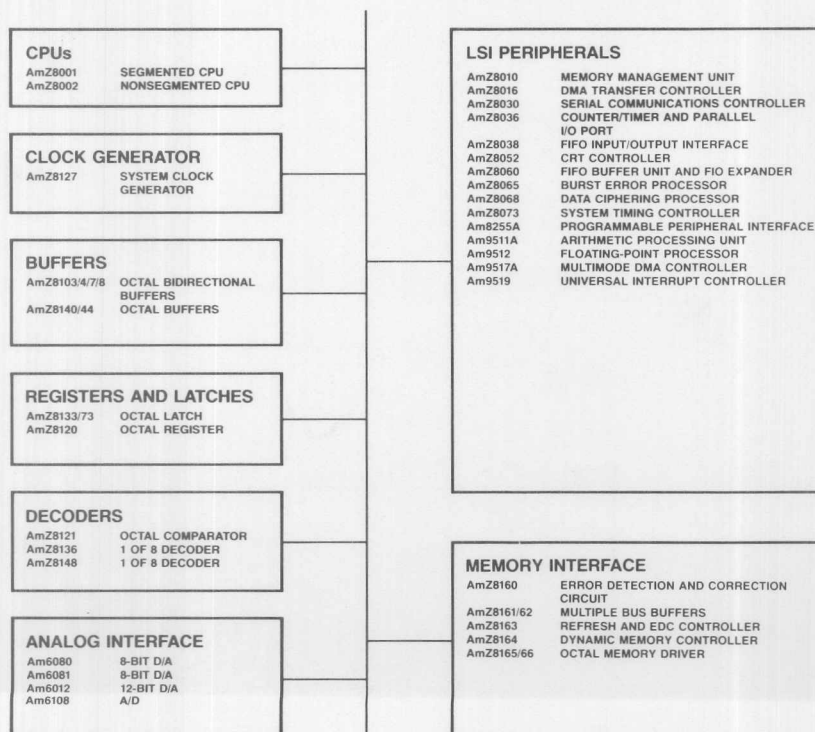 CPUs
AmZ8001 SEGMENTED CPU
AmZ8002 NONSEGMENTED CPU
CLOCK GENERATOR
AmZ8127 SYSTEM CLOCK
GENERATOR
BUFFERS
AmZ8103/4/7/8 OCTAL BIDIRECTIONAL
BUFFERS
AmZ8140/44 OCTAL BUFFERS
REGISTERS AND LATCHES
AmZ8133/73 OCTAL LATCH
AmZ8120 OCTAL REGISTER
DECODERS
AmZ8121 OCTAL COMPARATOR
AmZ8136 1 OF 8 DECODER
AmZ8148 1 OF 8 DECODER
ANALOG INTERFACE
Am6080 8-BIT D/A
Am6081 8-BIT D/A
Am6012 12-BIT D/A
Am6108 A/D
LSI PERIPHERALS
AmZ8010 MEMORY MANAGEMENT UNIT
AmZ8016 DMA TRANSFER CONTROLLER
AmZ8030 SERIAL COMMUNICATIONS CONTROLLER
AmZ8036 COUNTER/TIMER AND PARALLEL
I/O PORT
AmZ8038 FIFO INPUT/OUTPUT INTERFACE
AmZ8052 CRT CONTROLLER
AmZ8060 FIFO BUFFER UNIT AND FIO EXPANDER
AmZ8065 BURST ERROR PROCESSOR
AmZ8068 DATA CIPHERING PROCESSOR
AmZ8073 SYSTEM TIMING CONTROLLER
Am8255A PROGRAMMABLE PERIPHERAL INTERFACE
Am9511A ARITHMETIC PROCESSING UNIT
Am9512 FLOATING-POINT PROCESSOR
Am9517A MULTIMODE DMA CONTROLLER
Am9519 UNIVERSAL INTERRUPT CONTROLLER
MEMORY INTERFACE
AmZ8160 ERROR DETECTION AND CORRECTION
CIRCUIT
AmZ8161/62 MULTIPLE BUS BUFFERS
AmZ8163 REFRESH AND EDC CONTROLLER
AmZ8164 DYNAMIC MEMORY CONTROLLER
AmZ8165/66 OCTAL MEMORY DRIVER